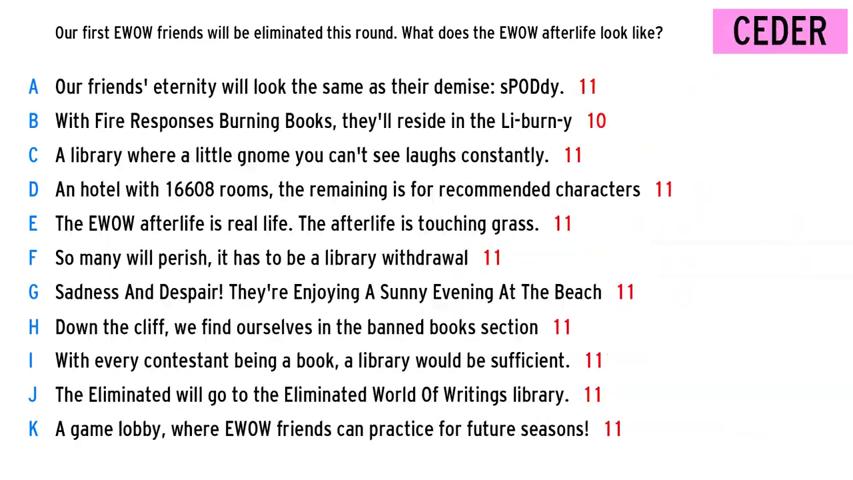 Our first EWOW friends will be eliminated this round. What does the EWOW afterlife look like?
CEDER
A Our friends' eternity will look the same as their demise: sPODdy. 11
B With Fire Responses Burning Books, they'll reside in the Li-burn-y 10
C A library where a little gnome you can't see laughs constantly. 11
D An hotel with 16608 rooms, the remaining is for recommended characters 11
E The EWOW afterlife is real life. The afterlife is touching grass. 11
F So many will perish, it has to be a library withdrawal 11
G Sadness And Despair! They're Enjoying A Sunny Evening At The Beach 11
H Down the cliff, we find ourselves in the banned books section 11
I With every contestant being a book, a library would be sufficient. 11
J The Eliminated will go to the Eliminated World Of Writings library. 11
K A game lobby, where EWOW friends can practice for future seasons! 11